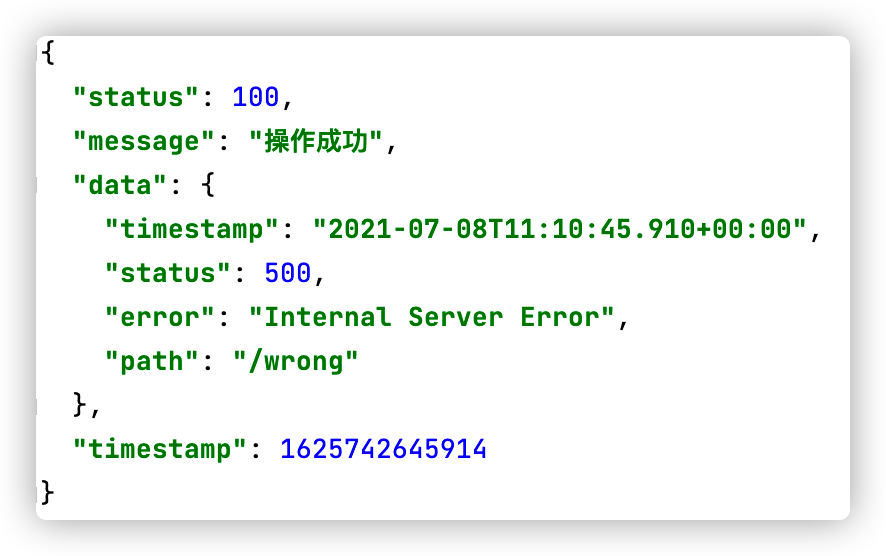 {
  "status": 100,
  "message": "操作成功",
  "data": {
    "timestamp": "2021-07-08T11:10:45.910+00:00",
    "status": 500,
    "error": "Internal Server Error",
    "path": "/wrong"
  },
  "timestamp": 1625742645914
}